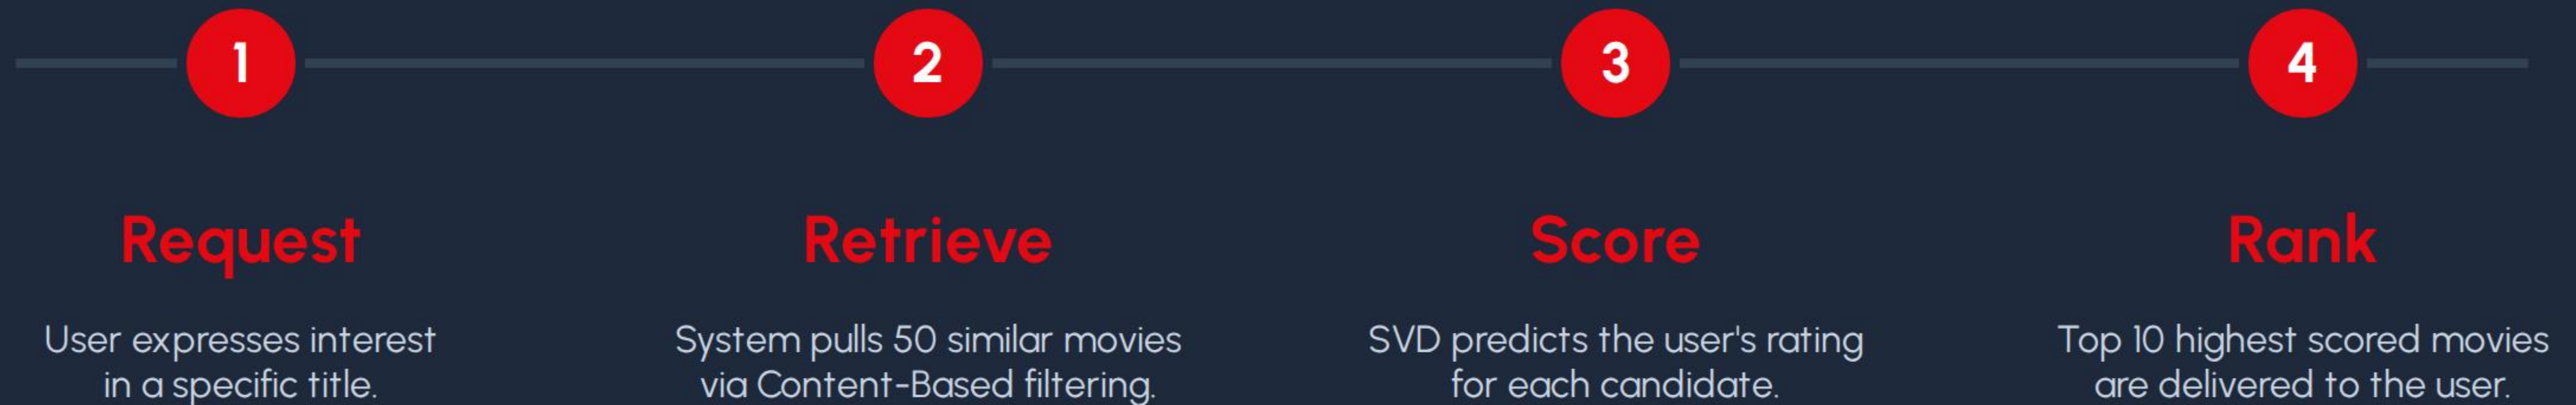 1
2
3
4
Request
User expresses interest
in a specific title.
Retrieve
System pulls 50 similar movies
via Content-Based filtering.
Score
SVD predicts the user's rating
for each candidate.
Rank
Top 10 highest scored movies
are delivered to the user.